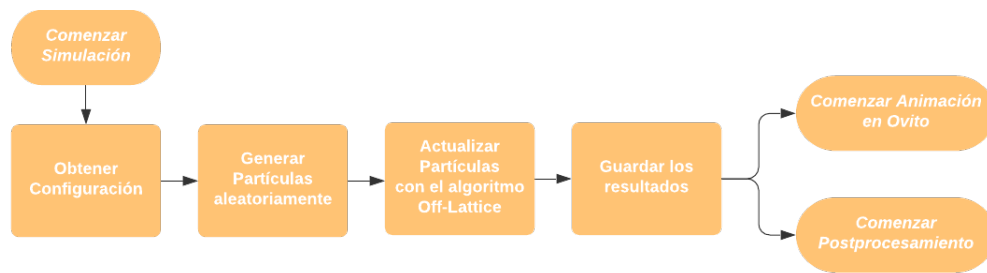 Comenzar
Simulación
Obtener
Configuración
Generar
Partículas
aleatoriamente
Actualizar
Partículas
con el algoritmo
Off-Lattice
Guardar los
resultados
Comenzar Animación
en Ovito
Comenzar
Postprocesamiento